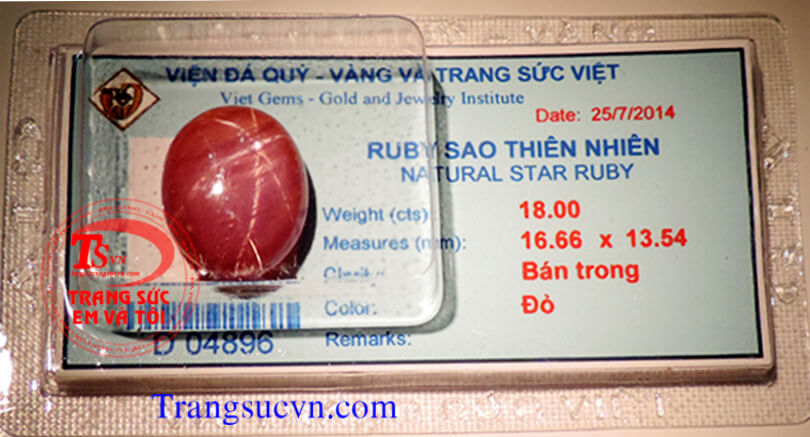 VIỆN ĐÁ QUÝ - VÀNG VÀ TRANG SỨC VIỆT
Viet Gems - Gold and Jewelry Institute
Date: 25/7/2014
RUBY SAO THIÊN NHIÊN
NATURAL STAR RUBY
Weight (cts) 18.00
Measures (mm): 16.66 x 13.54
Bán trong
Color: Đỏ
Remarks:
D 04896
TS.VN
TRANG SỨC
EM VÀ TÔI
Trangsucvn.com